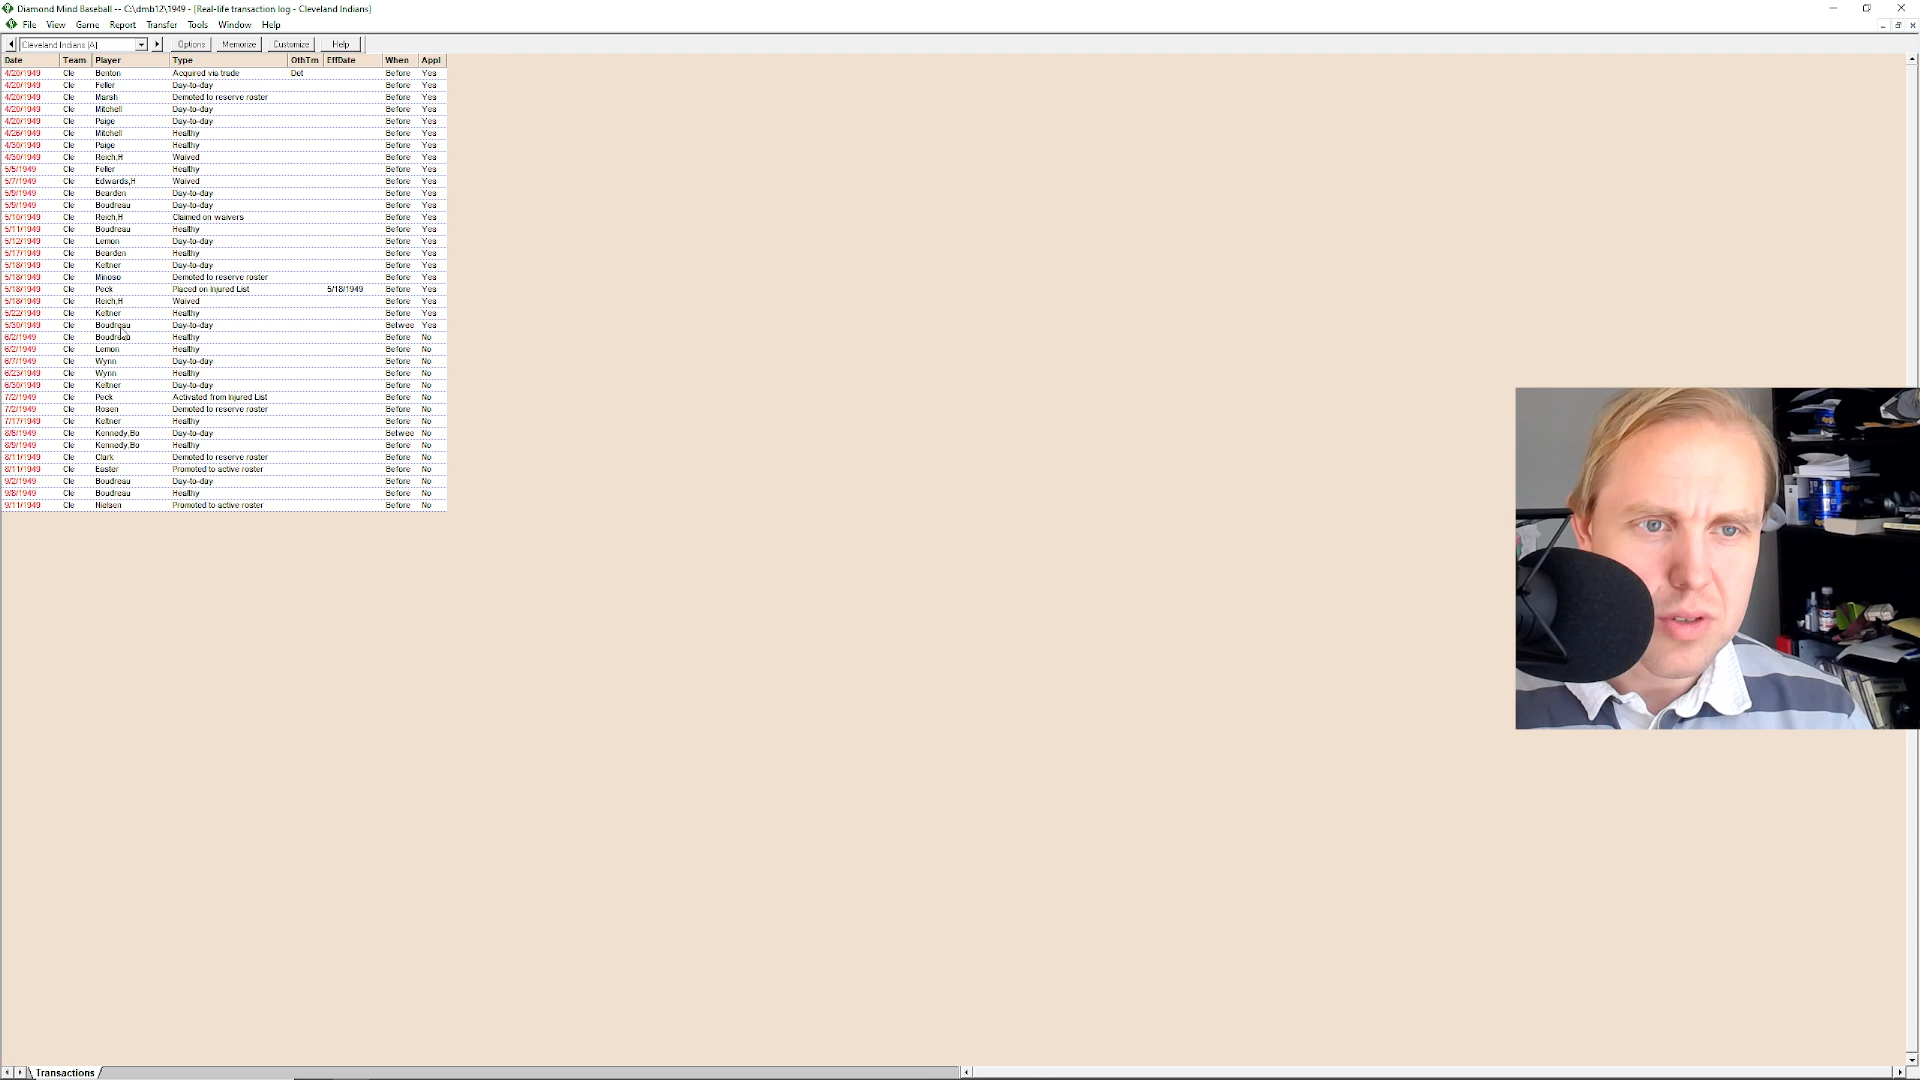 Diamond Mind Baseball -- C:\dmb12\1949 - [Real-life transaction log - Cleveland Indians]
File View Game Report Transfer Tools Window Help
Cleveland Indians [A] Options Memorize Customize Help
Date Team Player Type OthTm EffDate When Appl
4/20/1949 Cle Benton Acquired via trade Det Before Yes
4/20/1949 Cle Feller Day-to-day Before Yes
4/20/1949 Cle Marsh Demoted to reserve roster Before Yes
4/20/1949 Cle Mitchell Day-to-day Before Yes
4/20/1949 Cle Paige Day-to-day Before Yes
4/26/1949 Cle Mitchell Healthy Before Yes
4/30/1949 Cle Paige Healthy Before Yes
4/30/1949 Cle Reich,H Waived Before Yes
5/5/1949 Cle Feller Healthy Before Yes
5/7/1949 Cle Edwards,H Waived Before Yes
5/9/1949 Cle Bearden Day-to-day Before Yes
5/9/1949 Cle Boudreau Day-to-day Before Yes
5/10/1949 Cle Reich,H Claimed on waivers Before Yes
5/11/1949 Cle Boudreau Healthy Before Yes
5/12/1949 Cle Lemon Day-to-day Before Yes
5/17/1949 Cle Bearden Healthy Before Yes
5/18/1949 Cle Keltner Day-to-day Before Yes
5/18/1949 Cle Minoso Demoted to reserve roster Before Yes
5/18/1949 Cle Peck Placed on Injured List 5/18/1949 Before Yes
5/18/1949 Cle Reich,H Waived Before Yes
5/22/1949 Cle Keltner Healthy Before Yes
5/30/1949 Cle Boudreau Day-to-day Betwee Yes
6/2/1949 Cle Boudreau Healthy Before No
6/2/1949 Cle Lemon Healthy Before No
6/7/1949 Cle Wynn Day-to-day Before No
6/23/1949 Cle Wynn Healthy Before No
6/30/1949 Cle Keltner Day-to-day Before No
7/2/1949 Cle Peck Activated from Injured List Before No
7/2/1949 Cle Rosen Demoted to reserve roster Before No
7/17/1949 Cle Keltner Healthy Before No
8/8/1949 Cle Kennedy,Bo Day-to-day Betwee No
8/9/1949 Cle Kennedy,Bo Healthy Before No
8/11/1949 Cle Clark Demoted to reserve roster Before No
8/11/1949 Cle Easter Promoted to active roster Before No
9/2/1949 Cle Boudreau Day-to-day Before No
9/8/1949 Cle Boudreau Healthy Before No
9/11/1949 Cle Nielsen Promoted to active roster Before No
Transactions